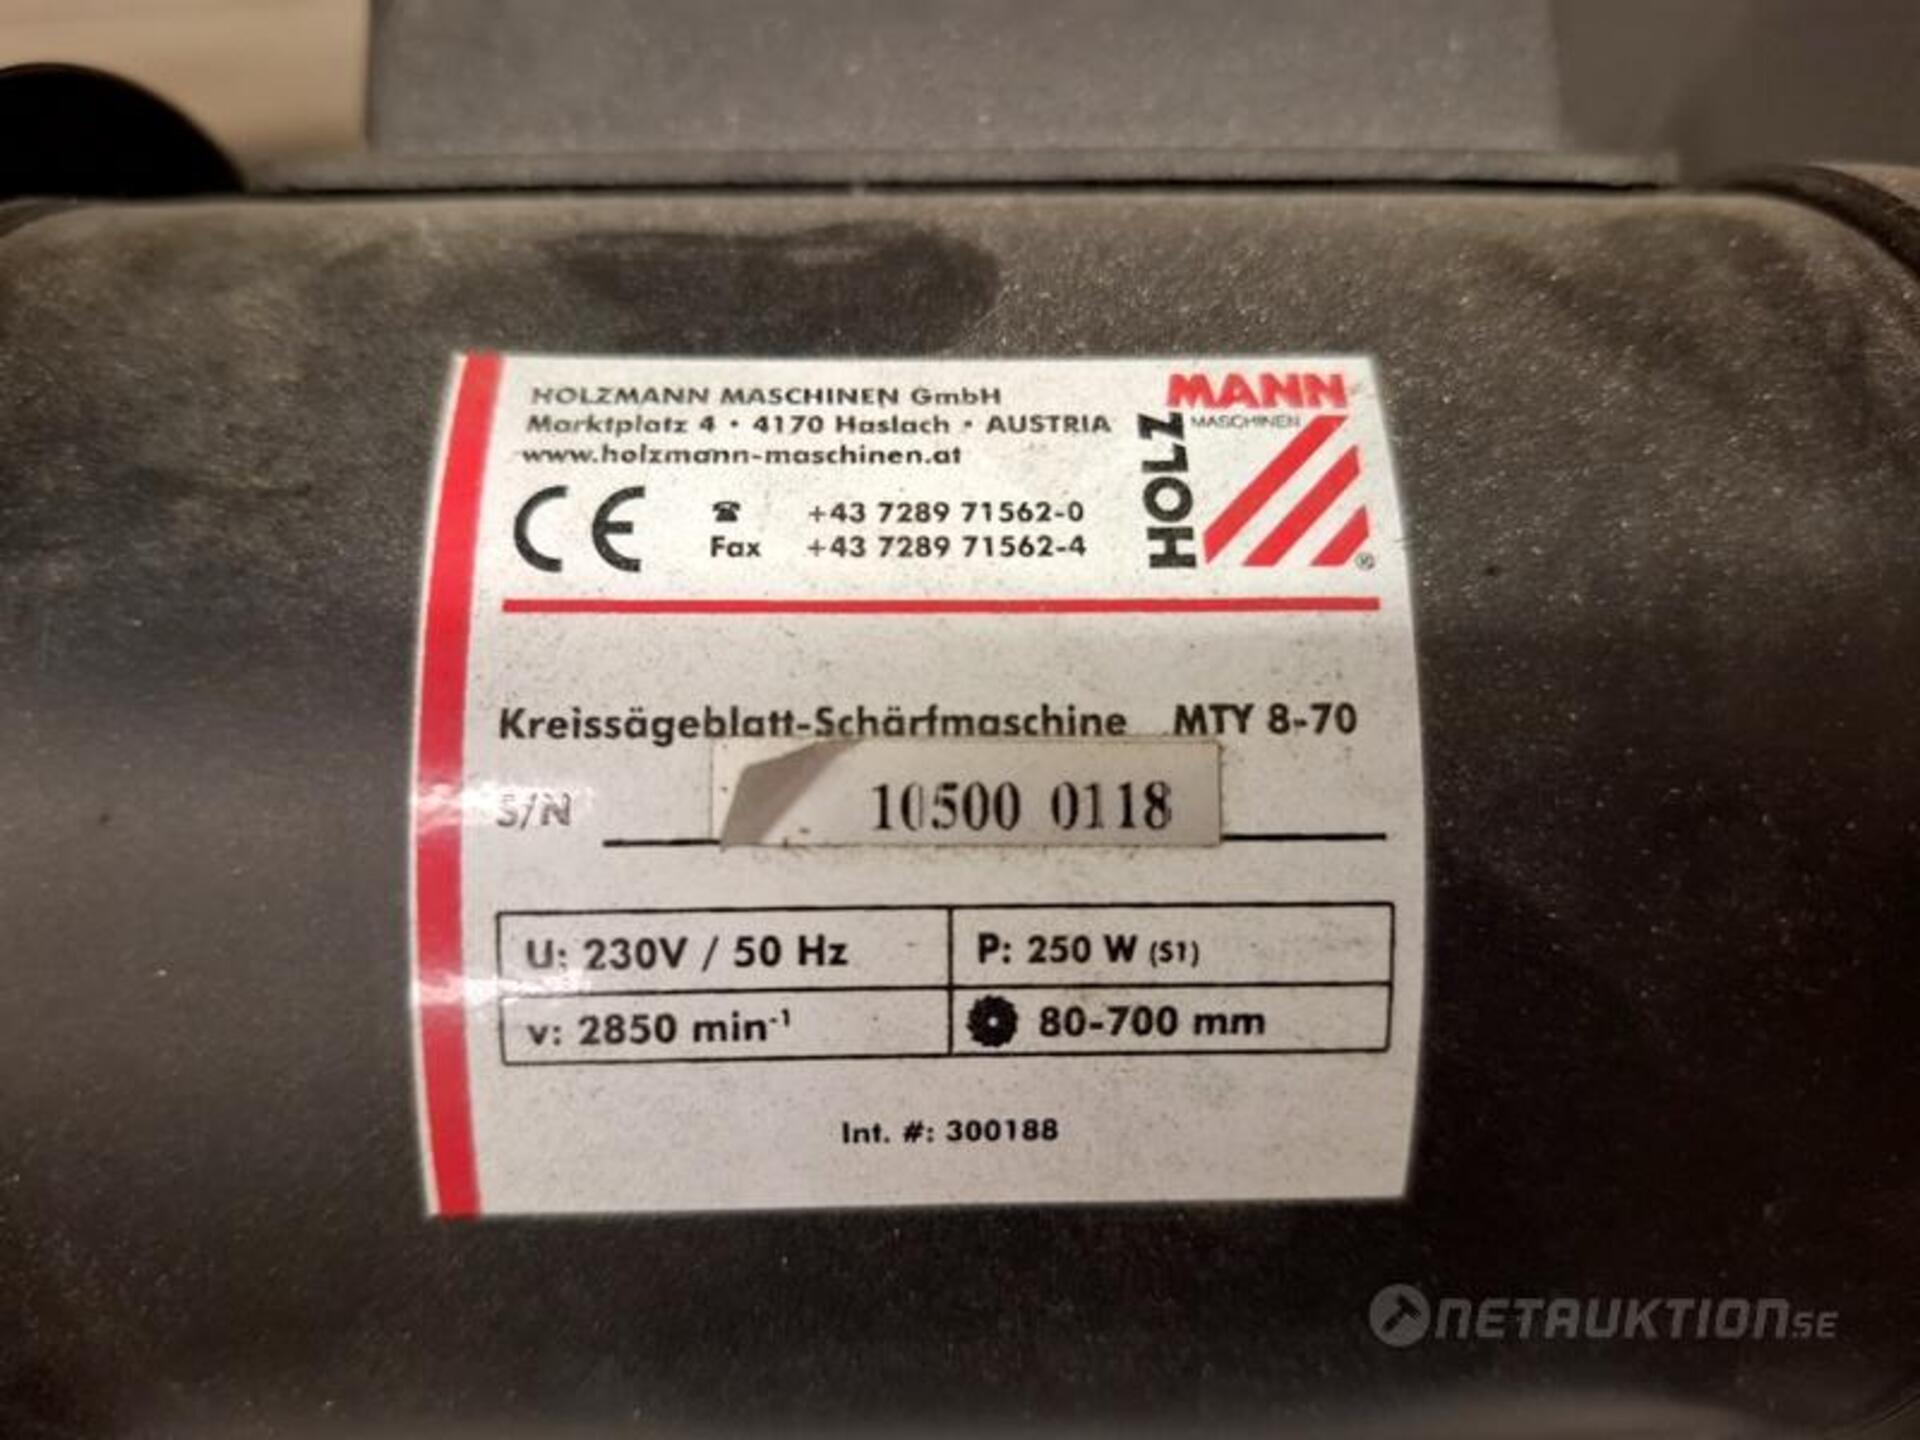 HOLZMANN MASCHINEN GmbH
Marktplatz 4 • 4170 Haslach • AUSTRIA
www.holzmann-maschinen.at
CE
☎ +43 7289 71562-0
Fax +43 7289 71562-4
HOLZ
MANN
MASCHINEN
®
Kreissägeblatt-Schärfmaschine MTY 8-70
S/N 10500 0118
U: 230V / 50 Hz
P: 250 W (S1)
v: 2850 min⁻¹
80-700 mm
Int. #: 300188
NETAUKTION.SE